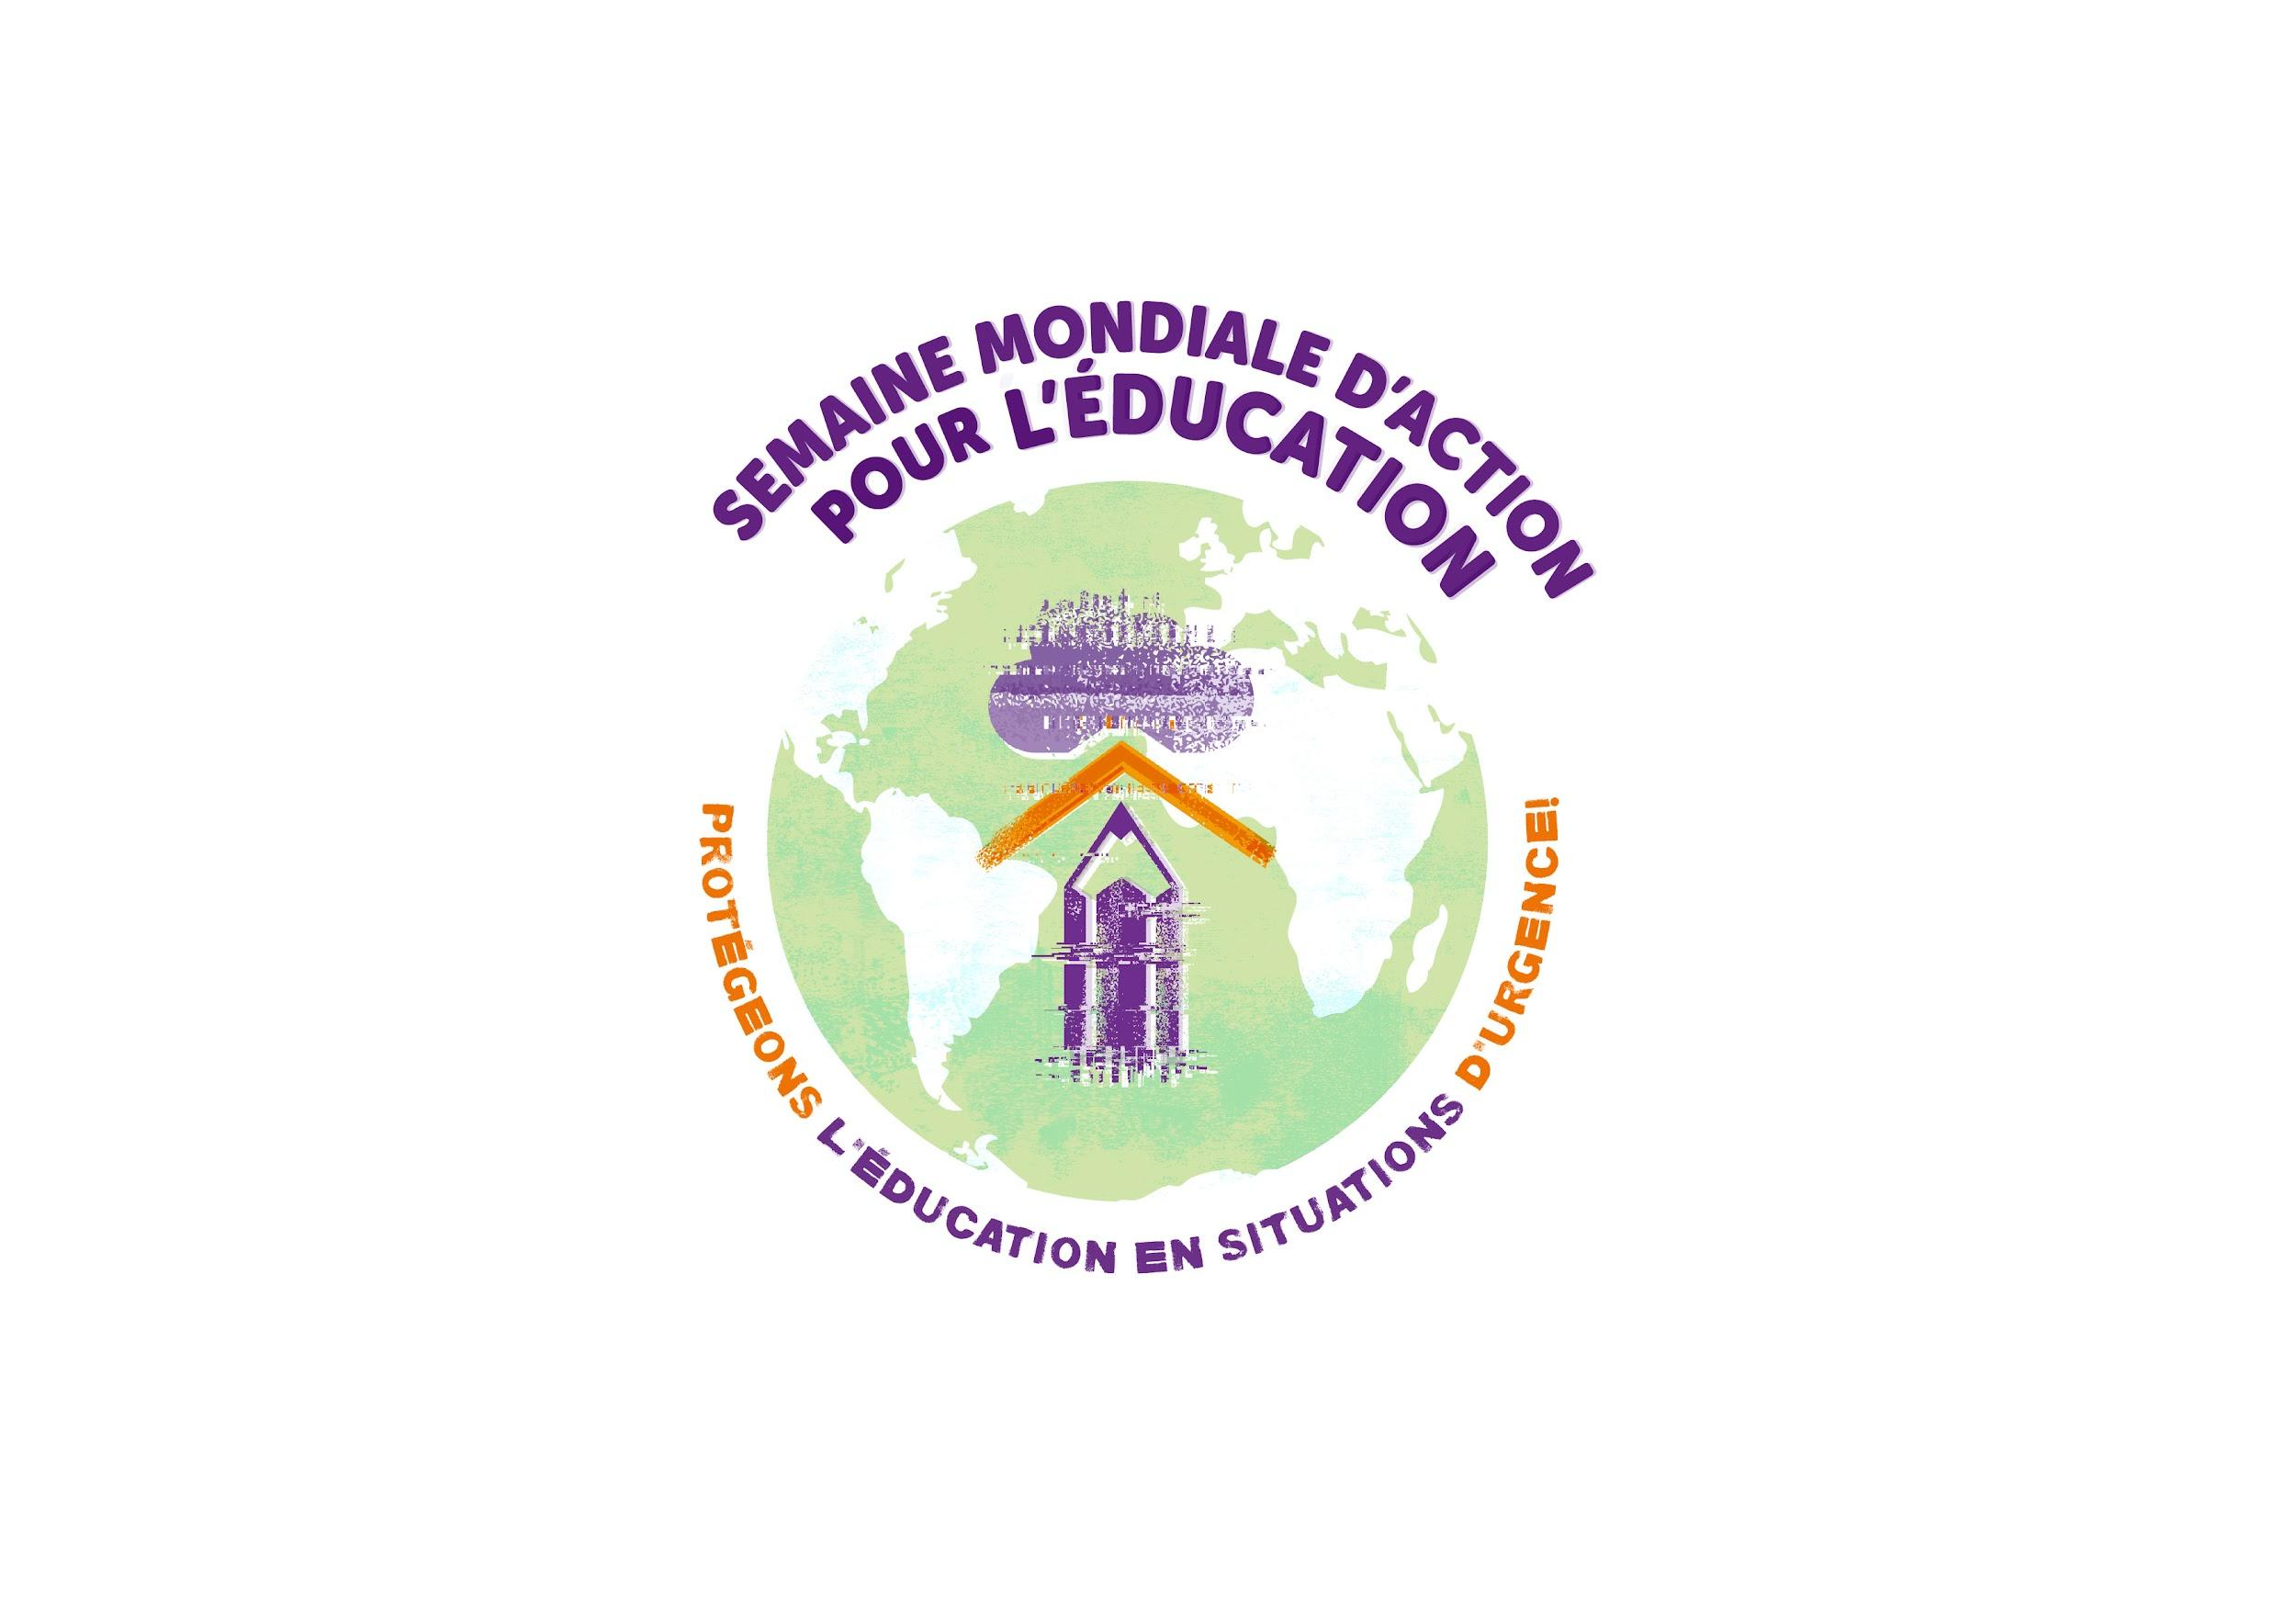 SEMAINE MONDIALE D'ACTION
POUR L'ÉDUCATION
PROTÉGEONS L'ÉDUCATION EN SITUATIONS D'URGENCE!